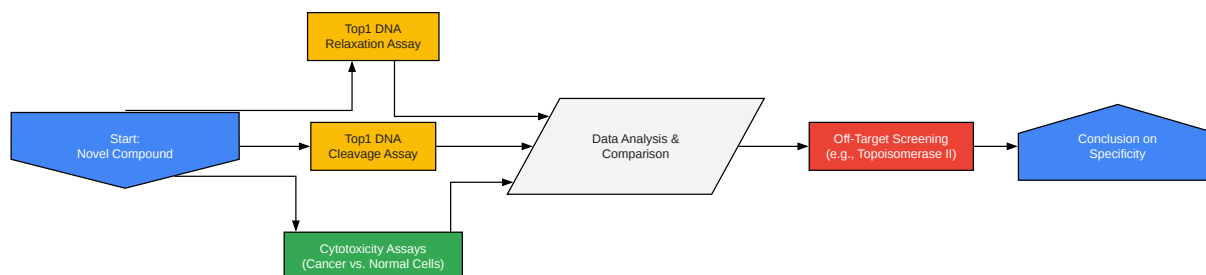 Top1 DNA
Relaxation Assay
Start:
Novel Compound
Top1 DNA
Cleavage Assay
Data Analysis &
Comparison
Off-Target Screening
(e.g., Topoisomerase II)
Conclusion on
Specificity
Cytotoxicity Assays
(Cancer vs. Normal Cells)